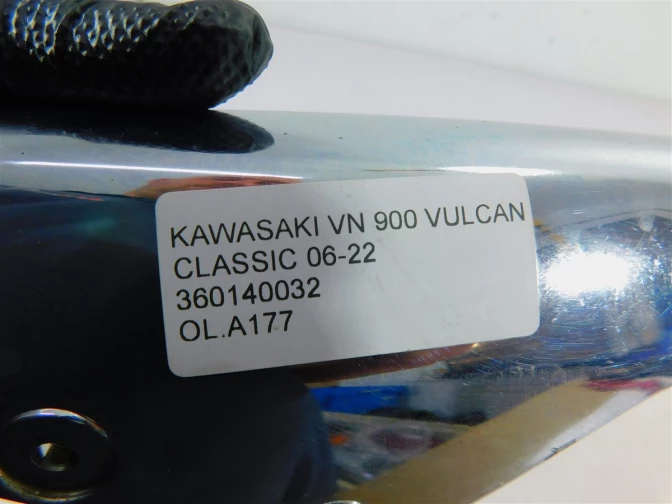 KAWASAKI VN 900 VULCAN
CLASSIC 06-22
360140032
OL.A177